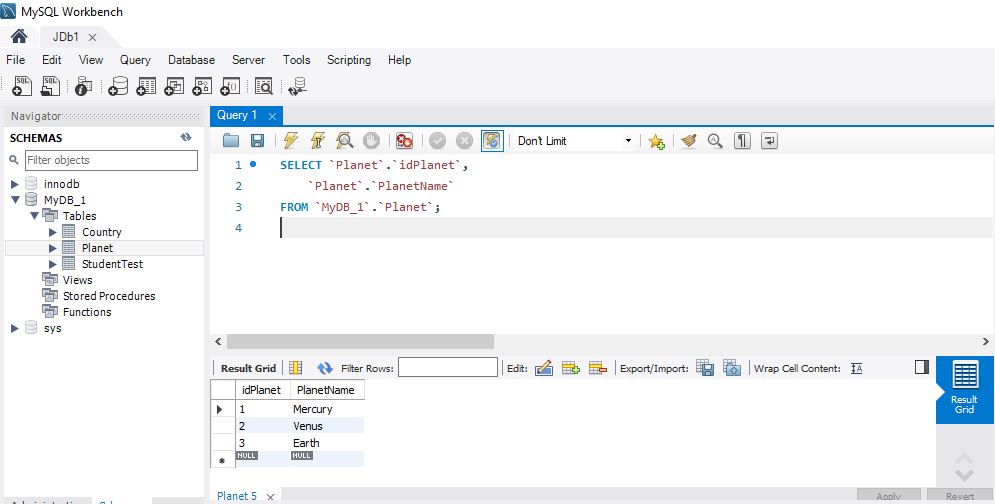 MySQL Workbench
JDb1
File Edit View Query Database Server Tools Scripting Help
SQL SQL
Navigator
SCHEMAS
Filter objects
innodb
MyDB_1
Tables
Country
Planet
StudentTest
Views
Stored Procedures
Functions
sys
Query 1
Don't Limit
1 SELECT `Planet`.`idPlanet`,
2 `Planet`.`PlanetName`
3 FROM `MyDB_1`.`Planet`;
4
Result Grid Filter Rows: Edit: Export/Import: Wrap Cell Content: IA
idPlanet PlanetName
1 Mercury
2 Venus
3 Earth
NULL NULL
Result
Grid
Planet 5
Apply Revert